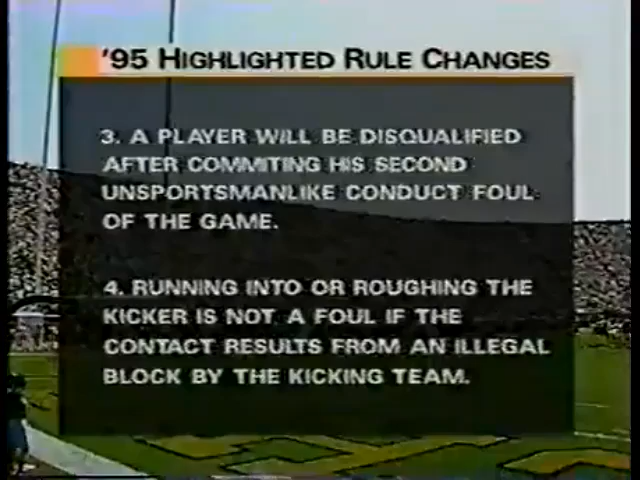 '95 HIGHLIGHTED RULE CHANGES
3. A PLAYER WILL BE DISQUALIFIED
AFTER COMMITING HIS SECOND
UNSPORTSMANLIKE CONDUCT FOUL
OF THE GAME.
4. RUNNING INTO OR ROUGHING THE
KICKER IS NOT A FOUL IF THE
CONTACT RESULTS FROM AN ILLEGAL
BLOCK BY THE KICKING TEAM.